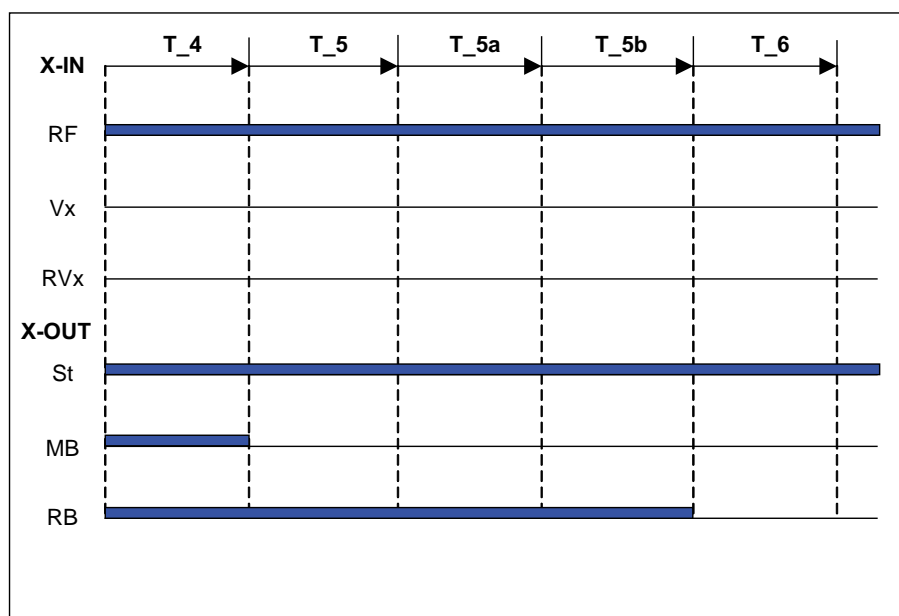 T_4 T_5 T_5a T_5b T_6
X-IN
RF
Vx
RVx
X-OUT
St
MB
RB